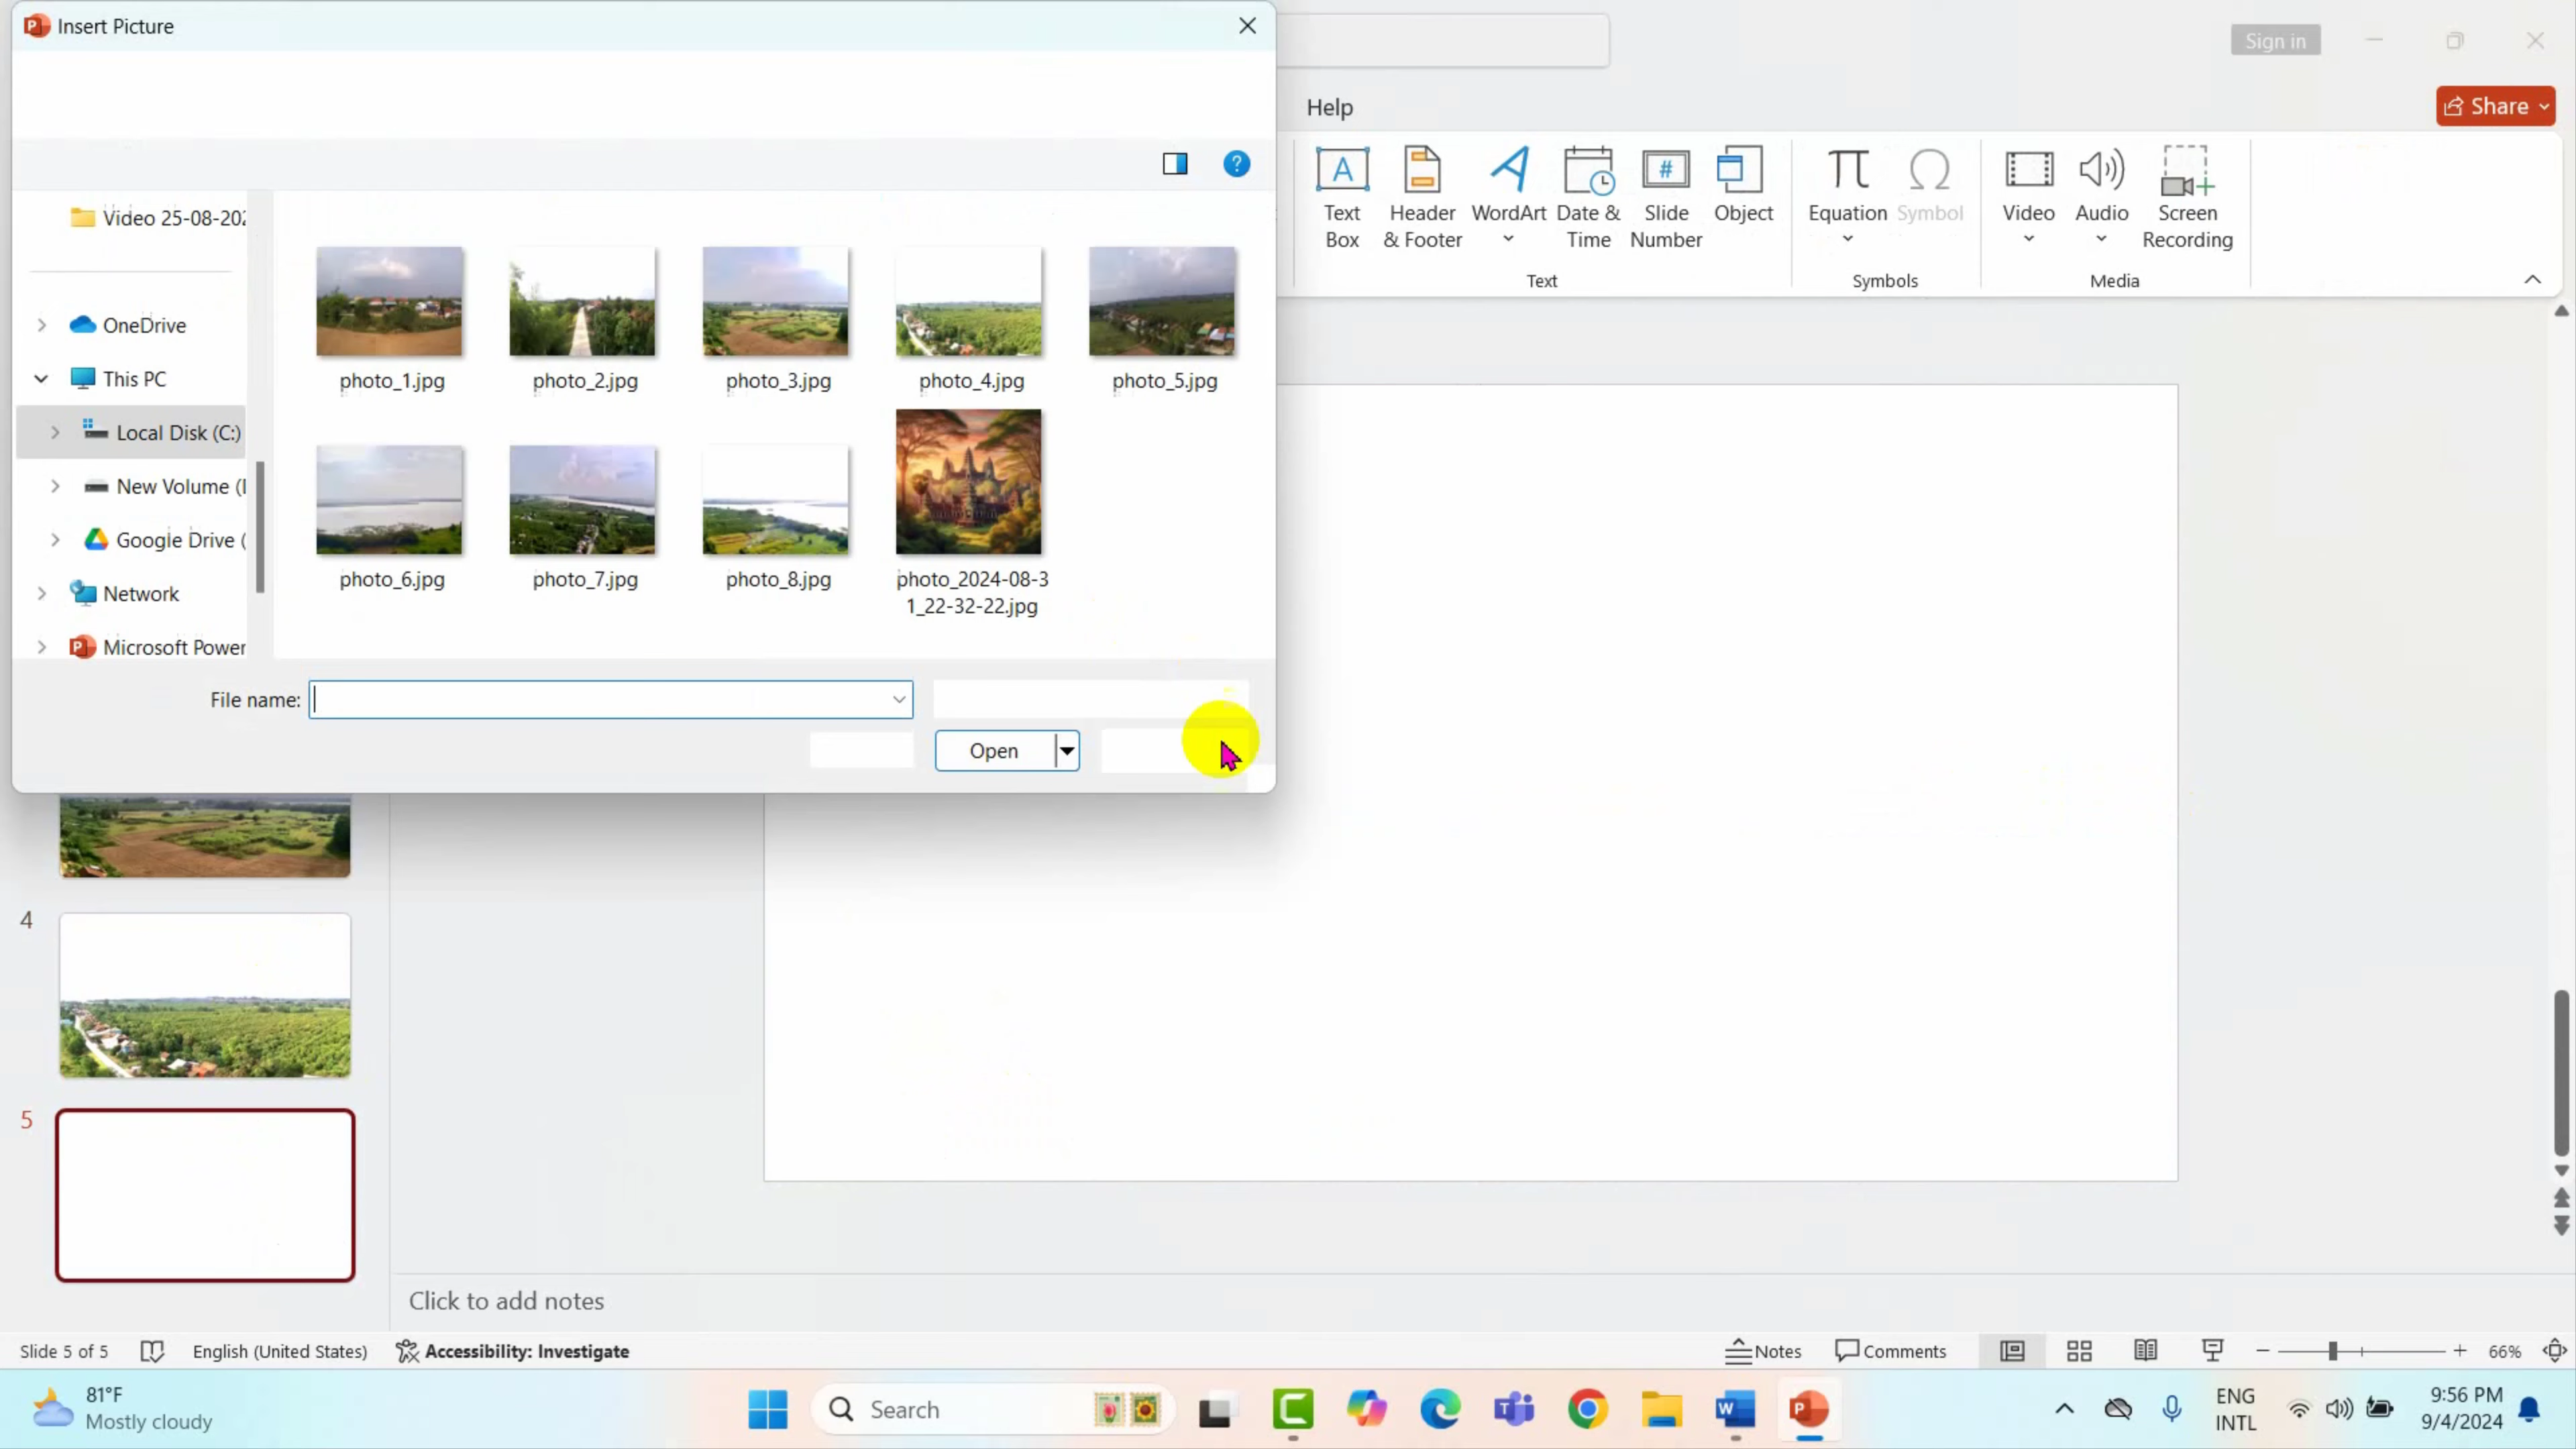 Insert Picture
Sign in
Help
Share
Text Box
Header & Footer
WordArt
Date & Time
Slide Number
Object
Equation
Symbol
Video
Audio
Screen Recording
Text
Symbols
Media
Video 25-08-202
OneDrive
This PC
Local Disk (C:)
New Volume (
Google Drive (
Network
Microsoft Power
photo_1.jpg
photo_2.jpg
photo_3.jpg
photo_4.jpg
photo_5.jpg
photo_6.jpg
photo_7.jpg
photo_8.jpg
photo_2024-08-3
1_22-32-22.jpg
File name:
Open
4
5
Click to add notes
Slide 5 of 5
English (United States)
Accessibility: Investigate
Notes
Comments
66%
81°F
Mostly cloudy
Search
ENG
INTL
9:56 PM
9/4/2024